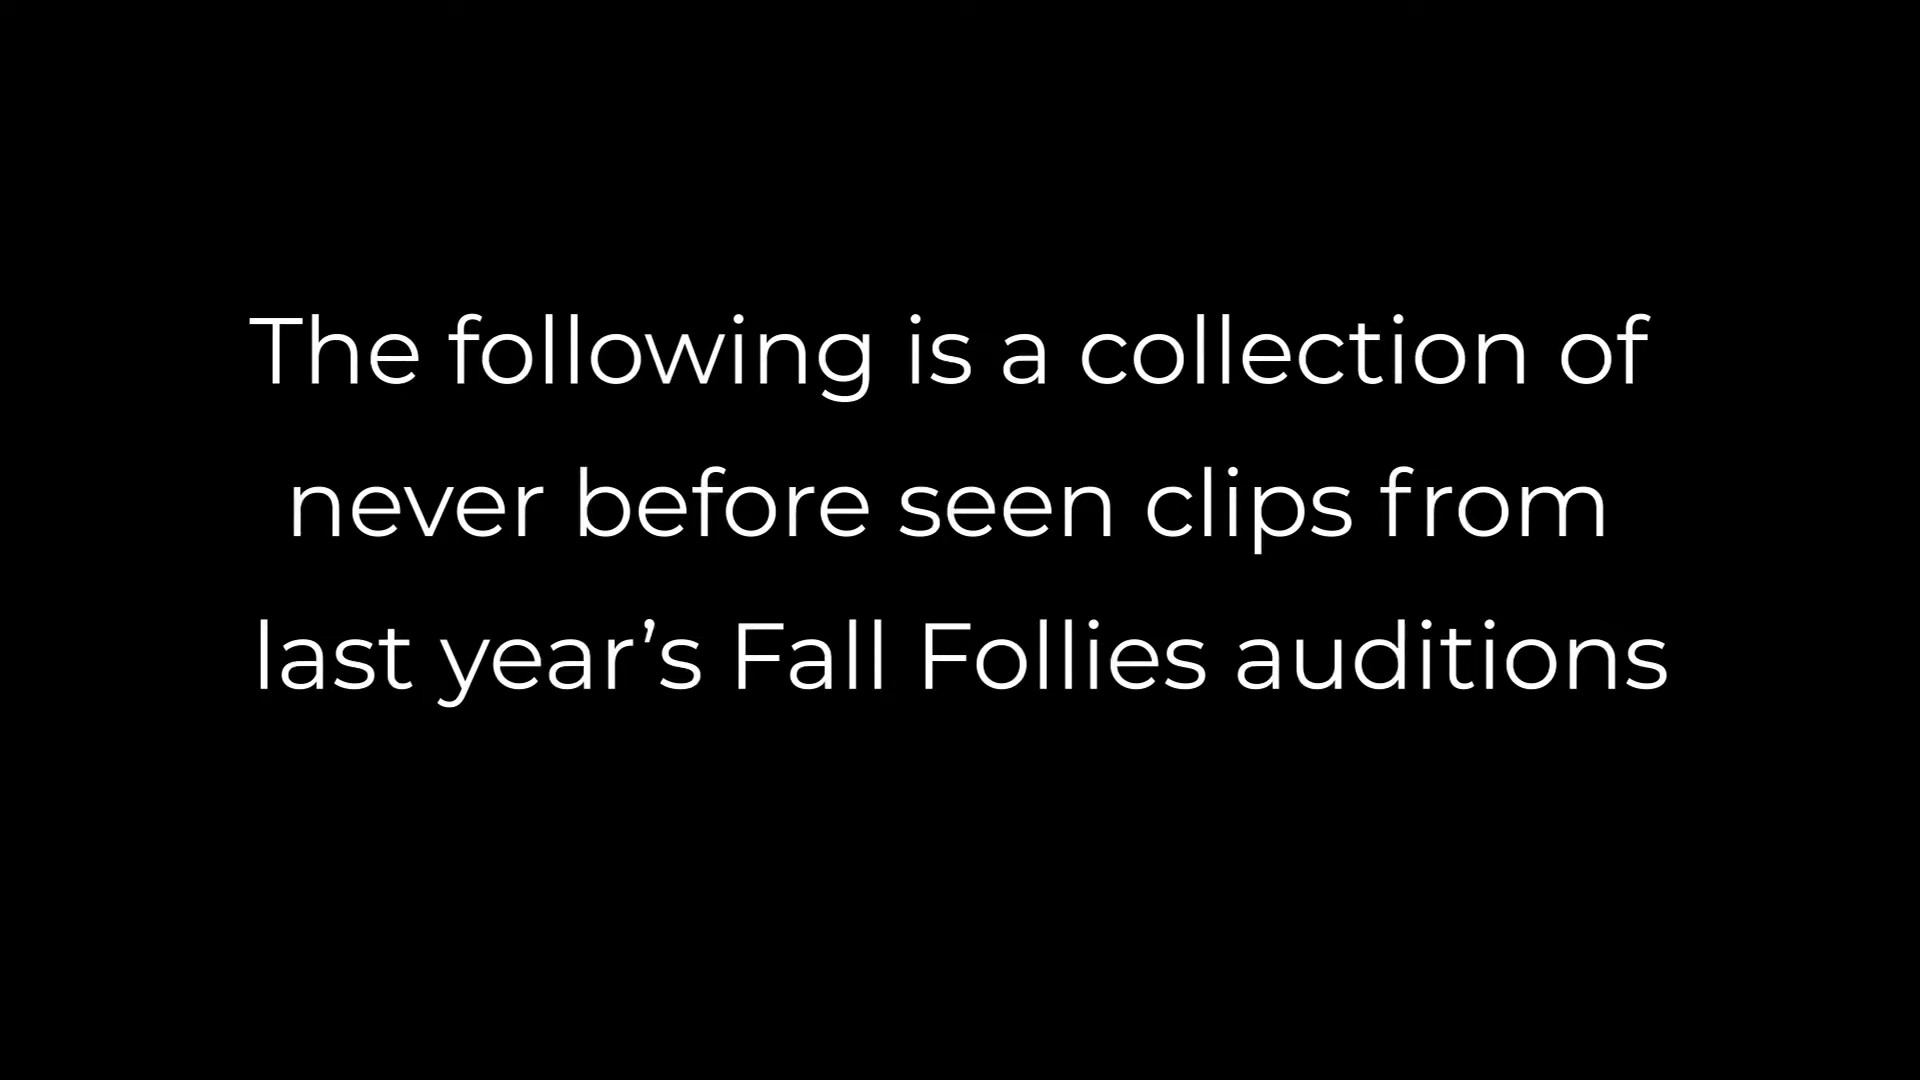 The following is a collection of
never before seen clips from
last year’s Fall Follies auditions